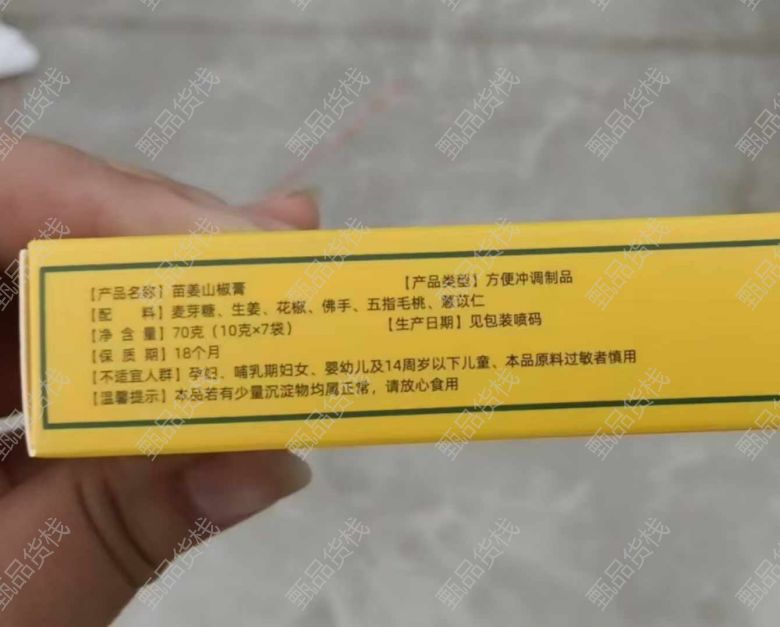 【产品名称】苗姜山椒膏 【产品类型】方便冲调制品
【配 料】麦芽糖、生姜、花椒、佛手、五指毛桃、薏苡仁
【净 含 量】70克（10克×7袋） 【生产日期】见包装喷码
【保 质 期】18个月
【不适宜人群】孕妇、哺乳期妇女、婴幼儿及14周岁以下儿童、本品原料过敏者慎用
【温馨提示】本品若有少量沉淀物均属正常，请放心食用
甄品货栈